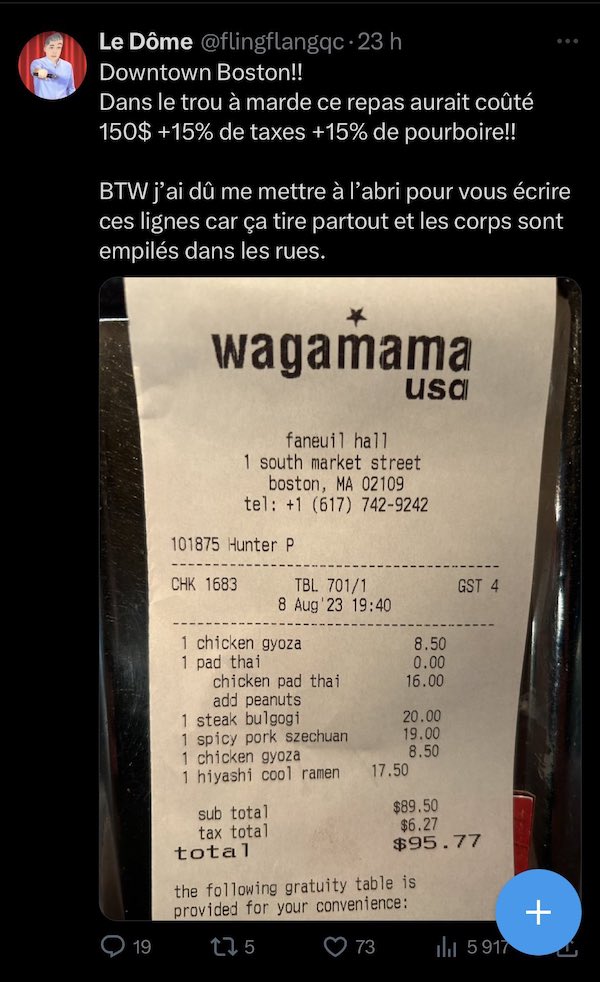 Le Dôme @flingflangqc · 23 h
Downtown Boston!!
Dans le trou à marde ce repas aurait coûté
150$ +15% de taxes +15% de pourboire!!
BTW j'ai dû me mettre à l'abri pour vous écrire
ces lignes car ça tire partout et les corps sont
empilés dans les rues.
wagamama
usa
faneuil hall
1 south market street
boston, MA 02109
tel: +1 (617) 742-9242
101875 Hunter P
CHK 1683 TBL 701/1 GST 4
8 Aug'23 19:40
1 chicken gyoza 8.50
1 pad thai 0.00
chicken pad thai 16.00
add peanuts
1 steak bulgogi 20.00
1 spicy pork szechuan 19.00
1 chicken gyoza 8.50
1 hiyashi cool ramen 17.50
sub total $89.50
tax total $6.27
total $95.77
the following gratuity table is
provided for your convenience:
19 5 73 5 917